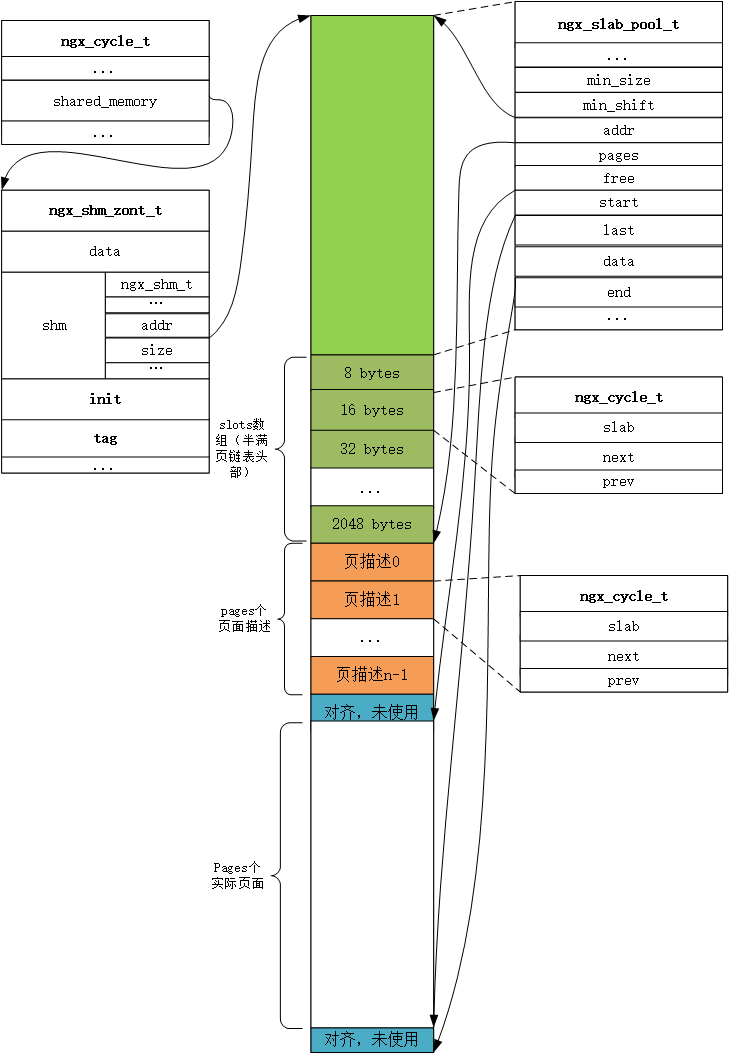 ngx_cycle_t
...
shared_memory
...
ngx_shm_zont_t
data
shm
ngx_shm_t
...
addr
size
...
init
tag
...
8 bytes
16 bytes
32 bytes
...
2048 bytes
页描述0
页描述1
...
页描述n-1
对齐，未使用
对齐，未使用
slots数
组（半满
页链表头
部）
pages个
页面描述
Pages个
实际页面
ngx_slab_pool_t
...
min_size
min_shift
addr
pages
free
start
last
data
end
...
ngx_cycle_t
slab
next
prev
ngx_cycle_t
slab
next
prev